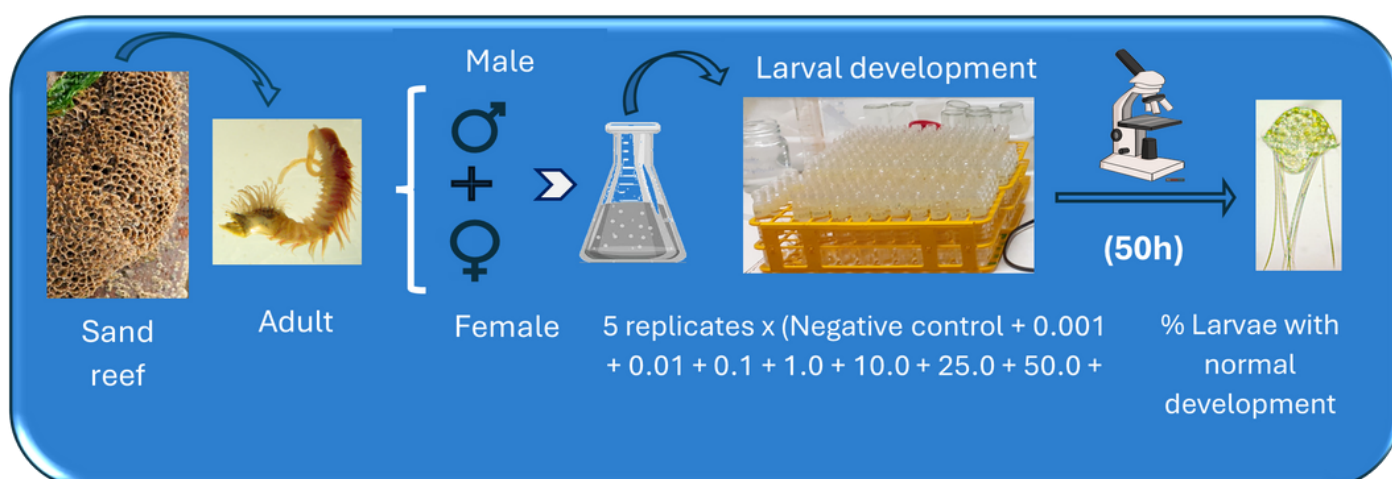 Male
Larval development
(50h)
Sand
reef
Adult
Female
5 replicates x (Negative control + 0.001
+ 0.01 + 0.1 + 1.0 + 10.0 + 25.0 + 50.0 +
% Larvae with
normal
development